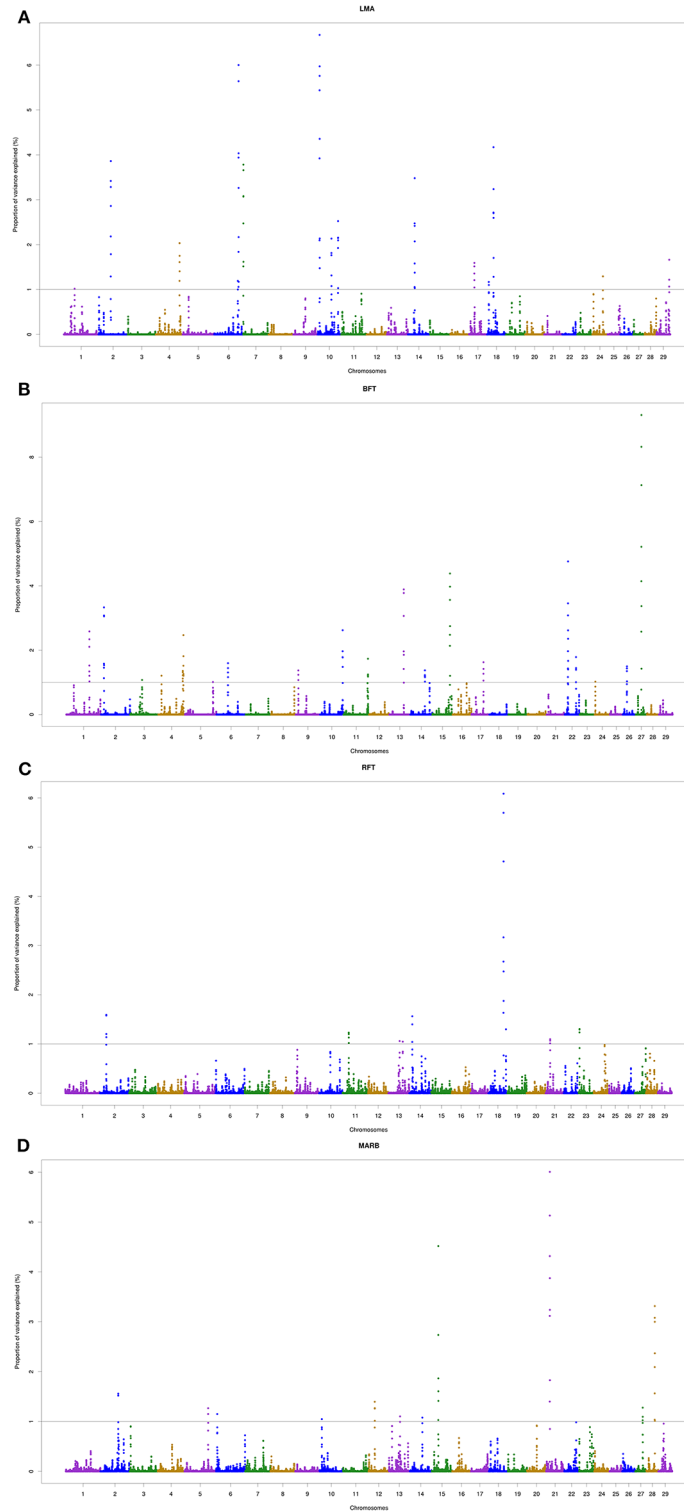 A
LMA
Proportion of variance explained (%)
6
5
4
3
2
1
0
1 2 3 4 5 6 7 8 9 10 11 12 13 14 15 16 17 18 19 20 21 22 23 24 25 26 27 28 29
Chromosomes
B
BFT
Proportion of variance explained (%)
8
6
4
2
0
1 2 3 4 5 6 7 8 9 10 11 12 13 14 15 16 17 18 19 20 21 22 23 24 25 26 27 28 29
Chromosomes
C
RFT
Proportion of variance explained (%)
6
5
4
3
2
1
0
1 2 3 4 5 6 7 8 9 10 11 12 13 14 15 16 17 18 19 20 21 22 23 24 25 26 27 28 29
Chromosomes
D
MARB
Proportion of variance explained (%)
6
5
4
3
2
1
0
1 2 3 4 5 6 7 8 9 10 11 12 13 14 15 16 17 18 19 20 21 22 23 24 25 26 27 28 29
Chromosomes